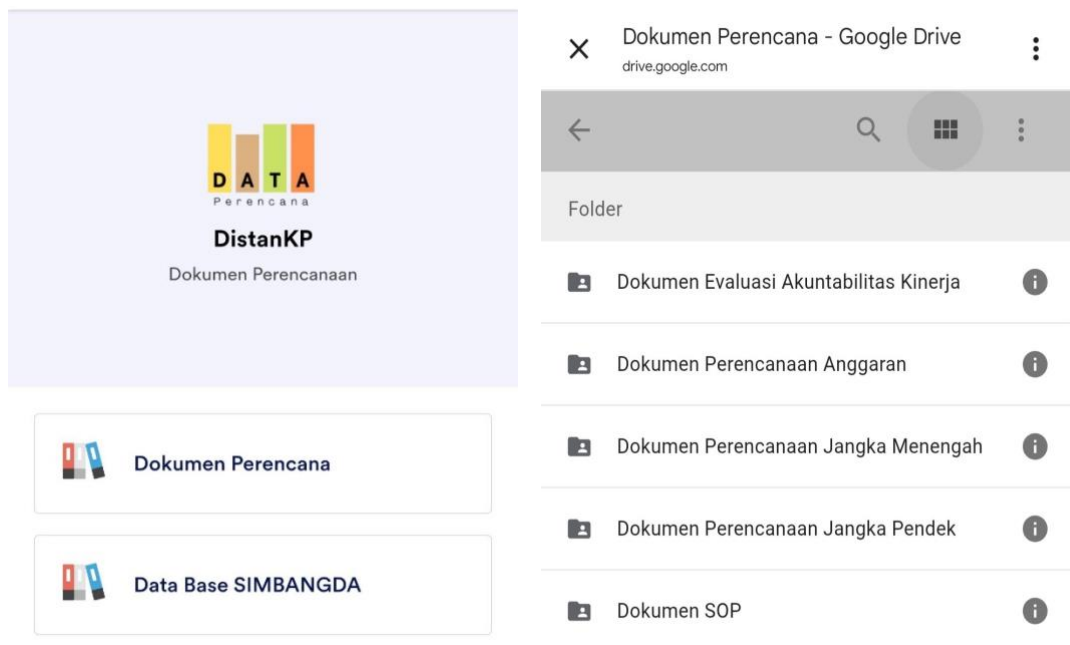 DATA
Perencana
DistanKP
Dokumen Perencanaan
Dokumen Perencana
Data Base SIMBANGDA
Dokumen Perencana - Google Drive
drive.google.com
Folder
Dokumen Evaluasi Akuntabilitas Kinerja
Dokumen Perencanaan Anggaran
Dokumen Perencanaan Jangka Menengah
Dokumen Perencanaan Jangka Pendek
Dokumen SOP